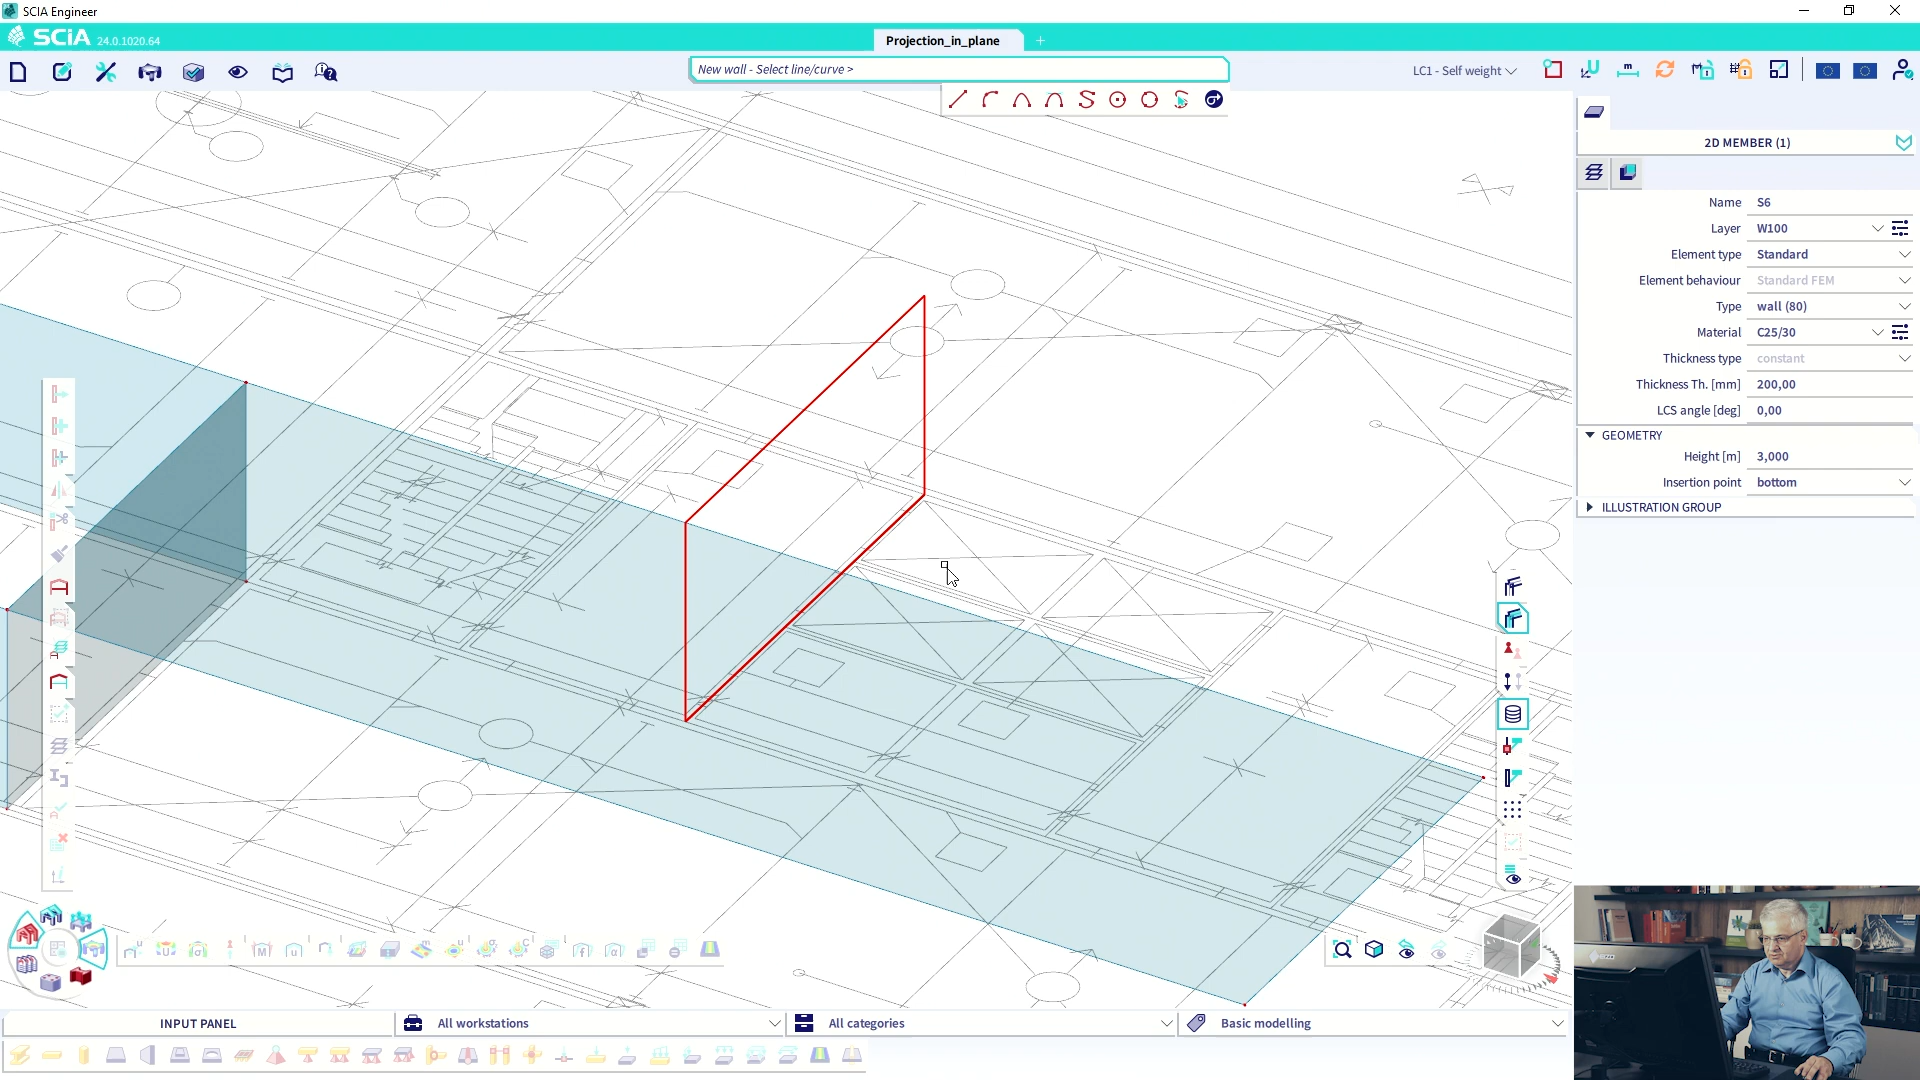 SCIA Engineer
SCiA 24.0.1020.64
Projection_in_plane
New wall - Select line/curve >
LC1 - Self weight
2D MEMBER (1)
Name S6
Layer W100
Element type Standard
Element behaviour Standard FEM
Type wall (80)
Material C25/30
Thickness type constant
Thickness Th. [mm] 200,00
LCS angle [deg] 0,00
GEOMETRY
Height [m] 3,000
Insertion point bottom
ILLUSTRATION GROUP
INPUT PANEL
All workstations
All categories
Basic modelling